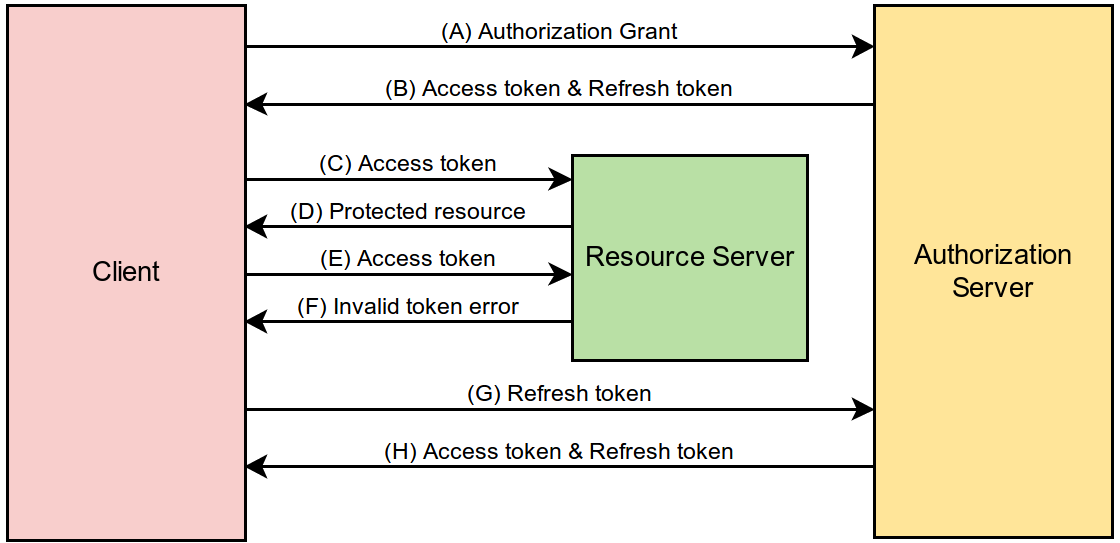 (A) Authorization Grant
(B) Access token & Refresh token
(C) Access token
(D) Protected resource
(E) Access token
(F) Invalid token error
(G) Refresh token
(H) Access token & Refresh token
Client
Resource Server
Authorization
Server